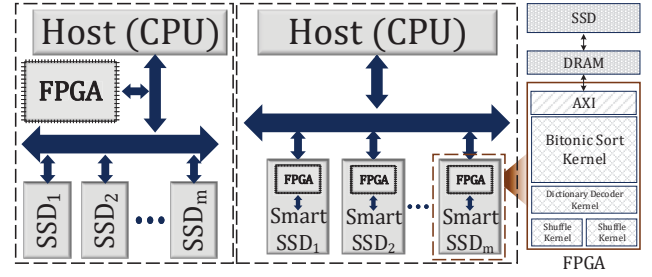 Host (CPU)
FPGA
SSD1
SSD2
SSDm
Host (CPU)
FPGA
Smart
SSD1
FPGA
Smart
SSD2
FPGA
Smart
SSDm
SSD
DRAM
AXI
Bitonic Sort
Kernel
Dictionary Decoder
Kernel
Shuffle
Kernel
Shuffle
Kernel
FPGA